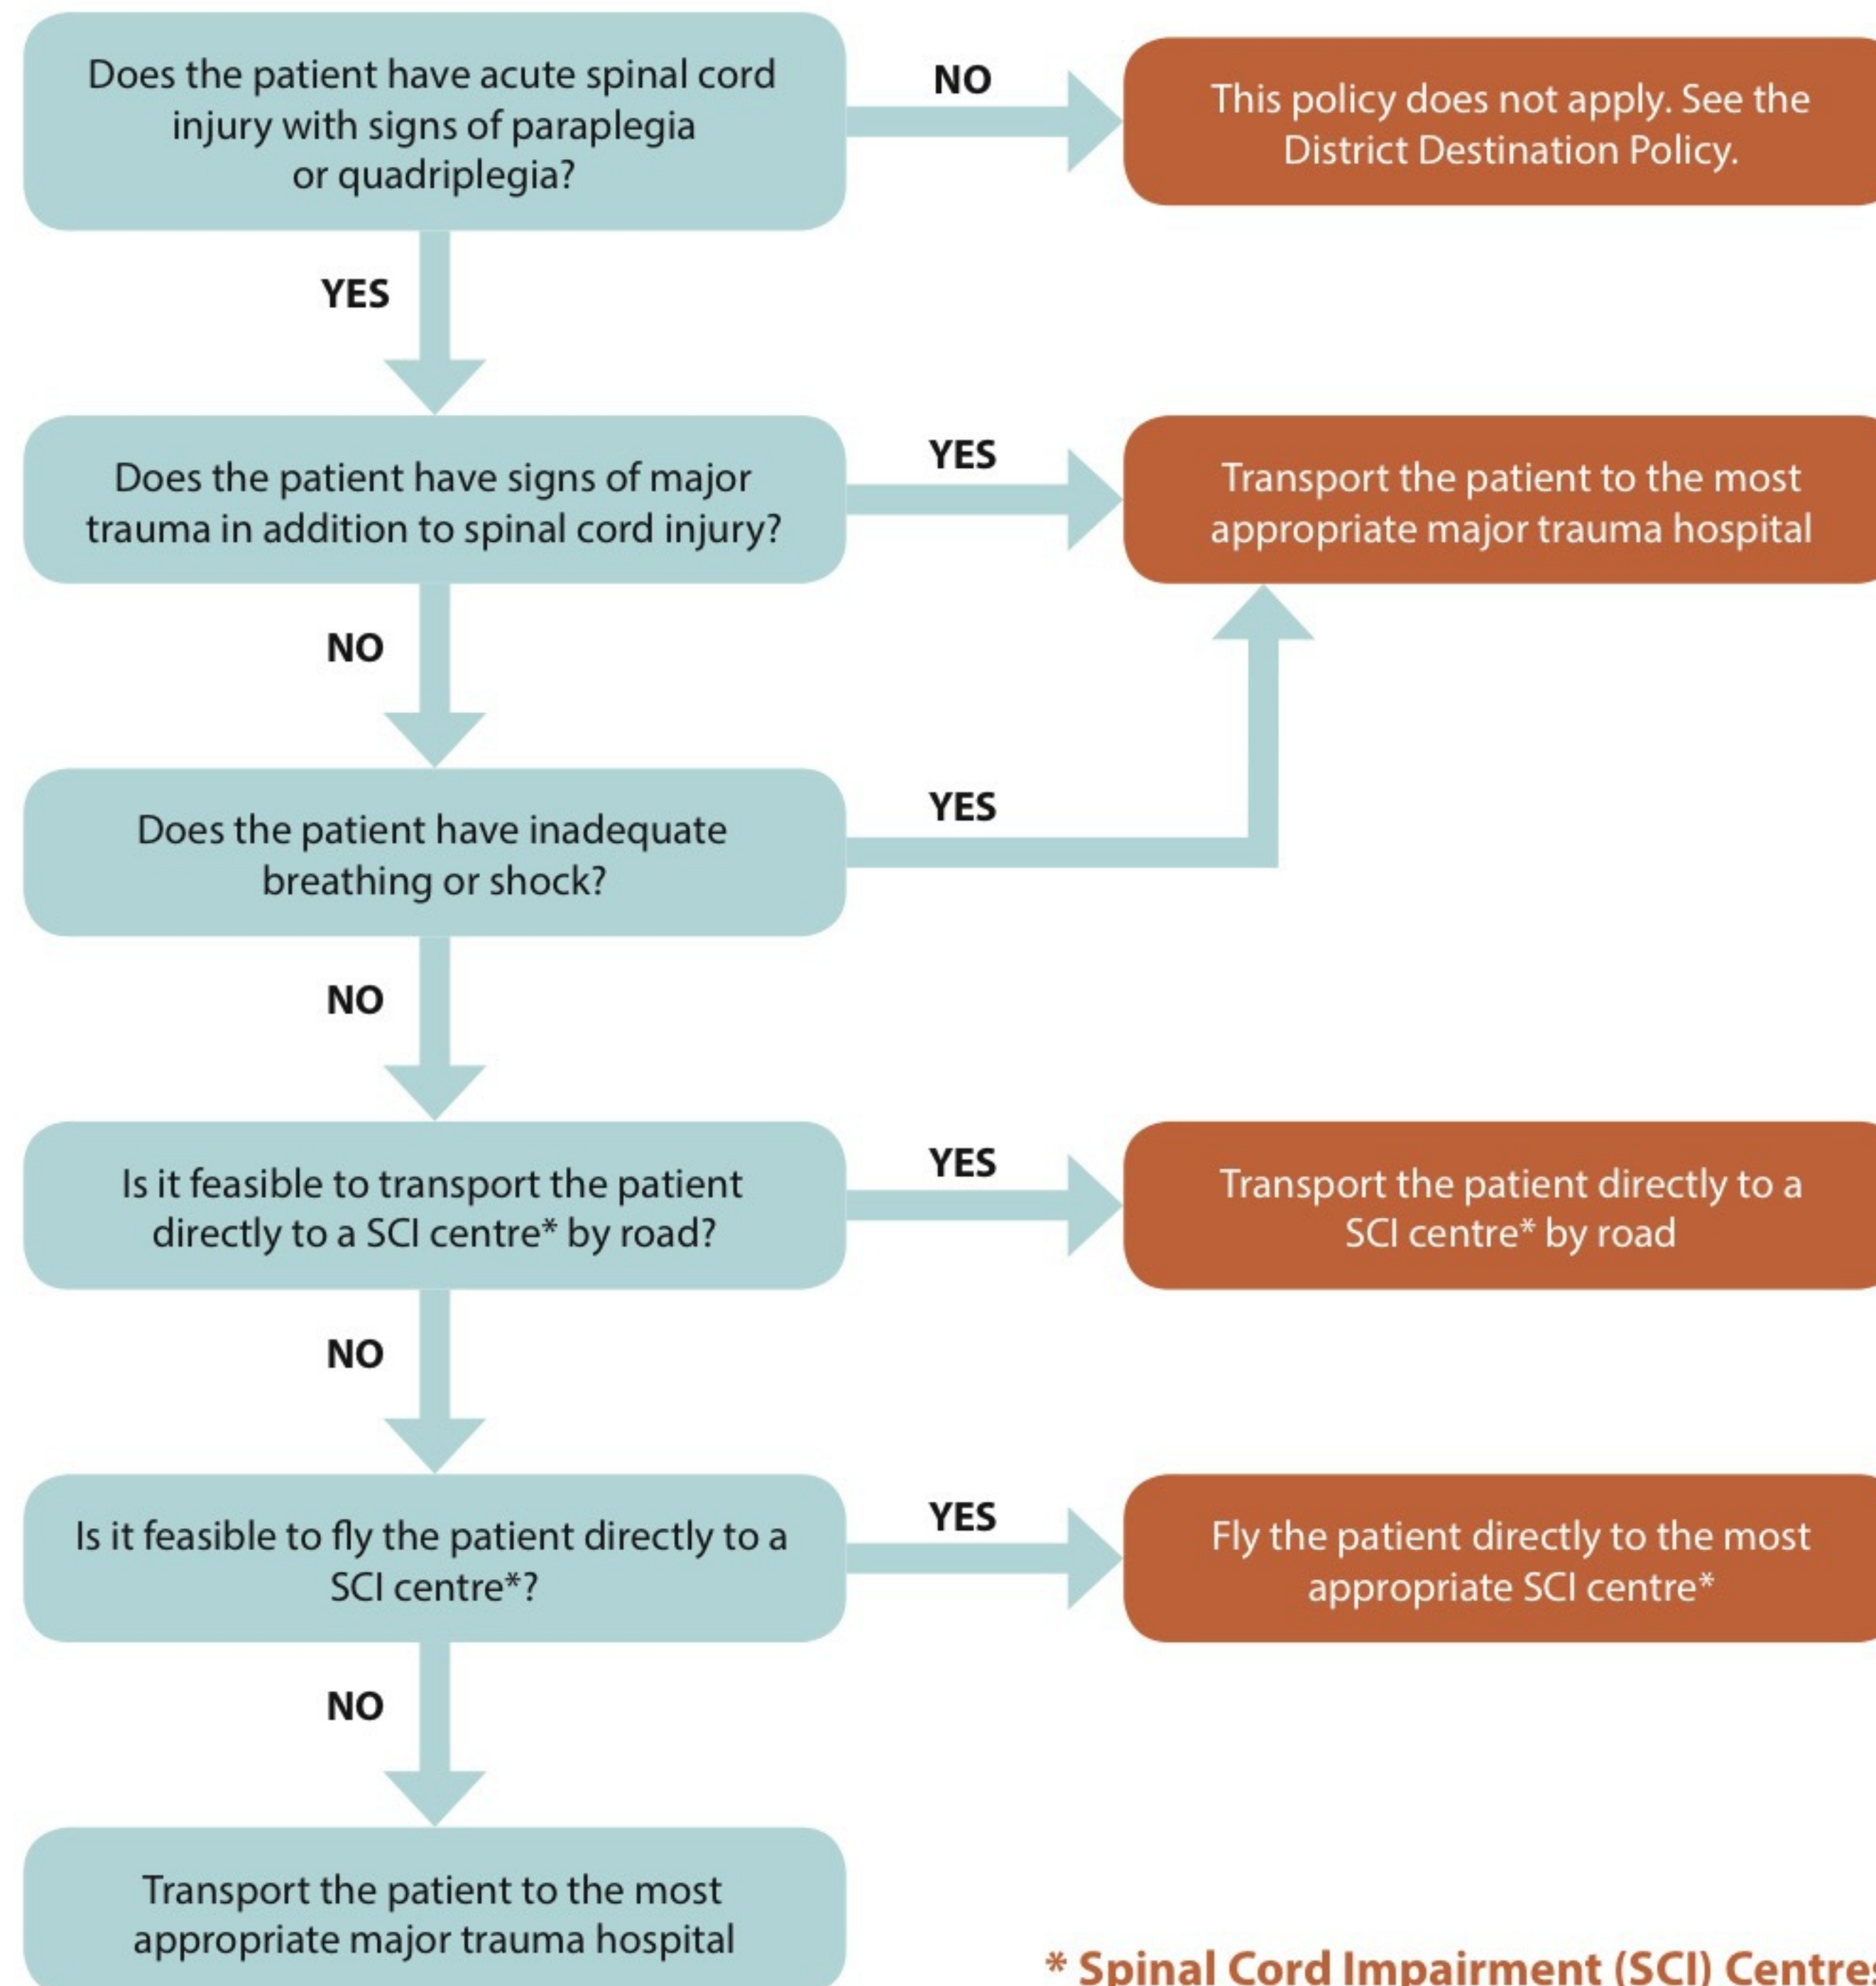 Does the patient have acute spinal cord
injury with signs of paraplegia
or quadriplegia?
NO
This policy does not apply. See the
District Destination Policy.
YES
Does the patient have signs of major
trauma in addition to spinal cord injury?
YES
Transport the patient to the most
appropriate major trauma hospital
NO
Does the patient have inadequate
breathing or shock?
YES
NO
Is it feasible to transport the patient
directly to a SCI centre* by road?
YES
Transport the patient directly to a
SCI centre* by road
NO
Is it feasible to fly the patient directly to a
SCI centre*?
YES
Fly the patient directly to the most
appropriate SCI centre*
NO
Transport the patient to the most
appropriate major trauma hospital
* Spinal Cord Impairment (SCI) Centre